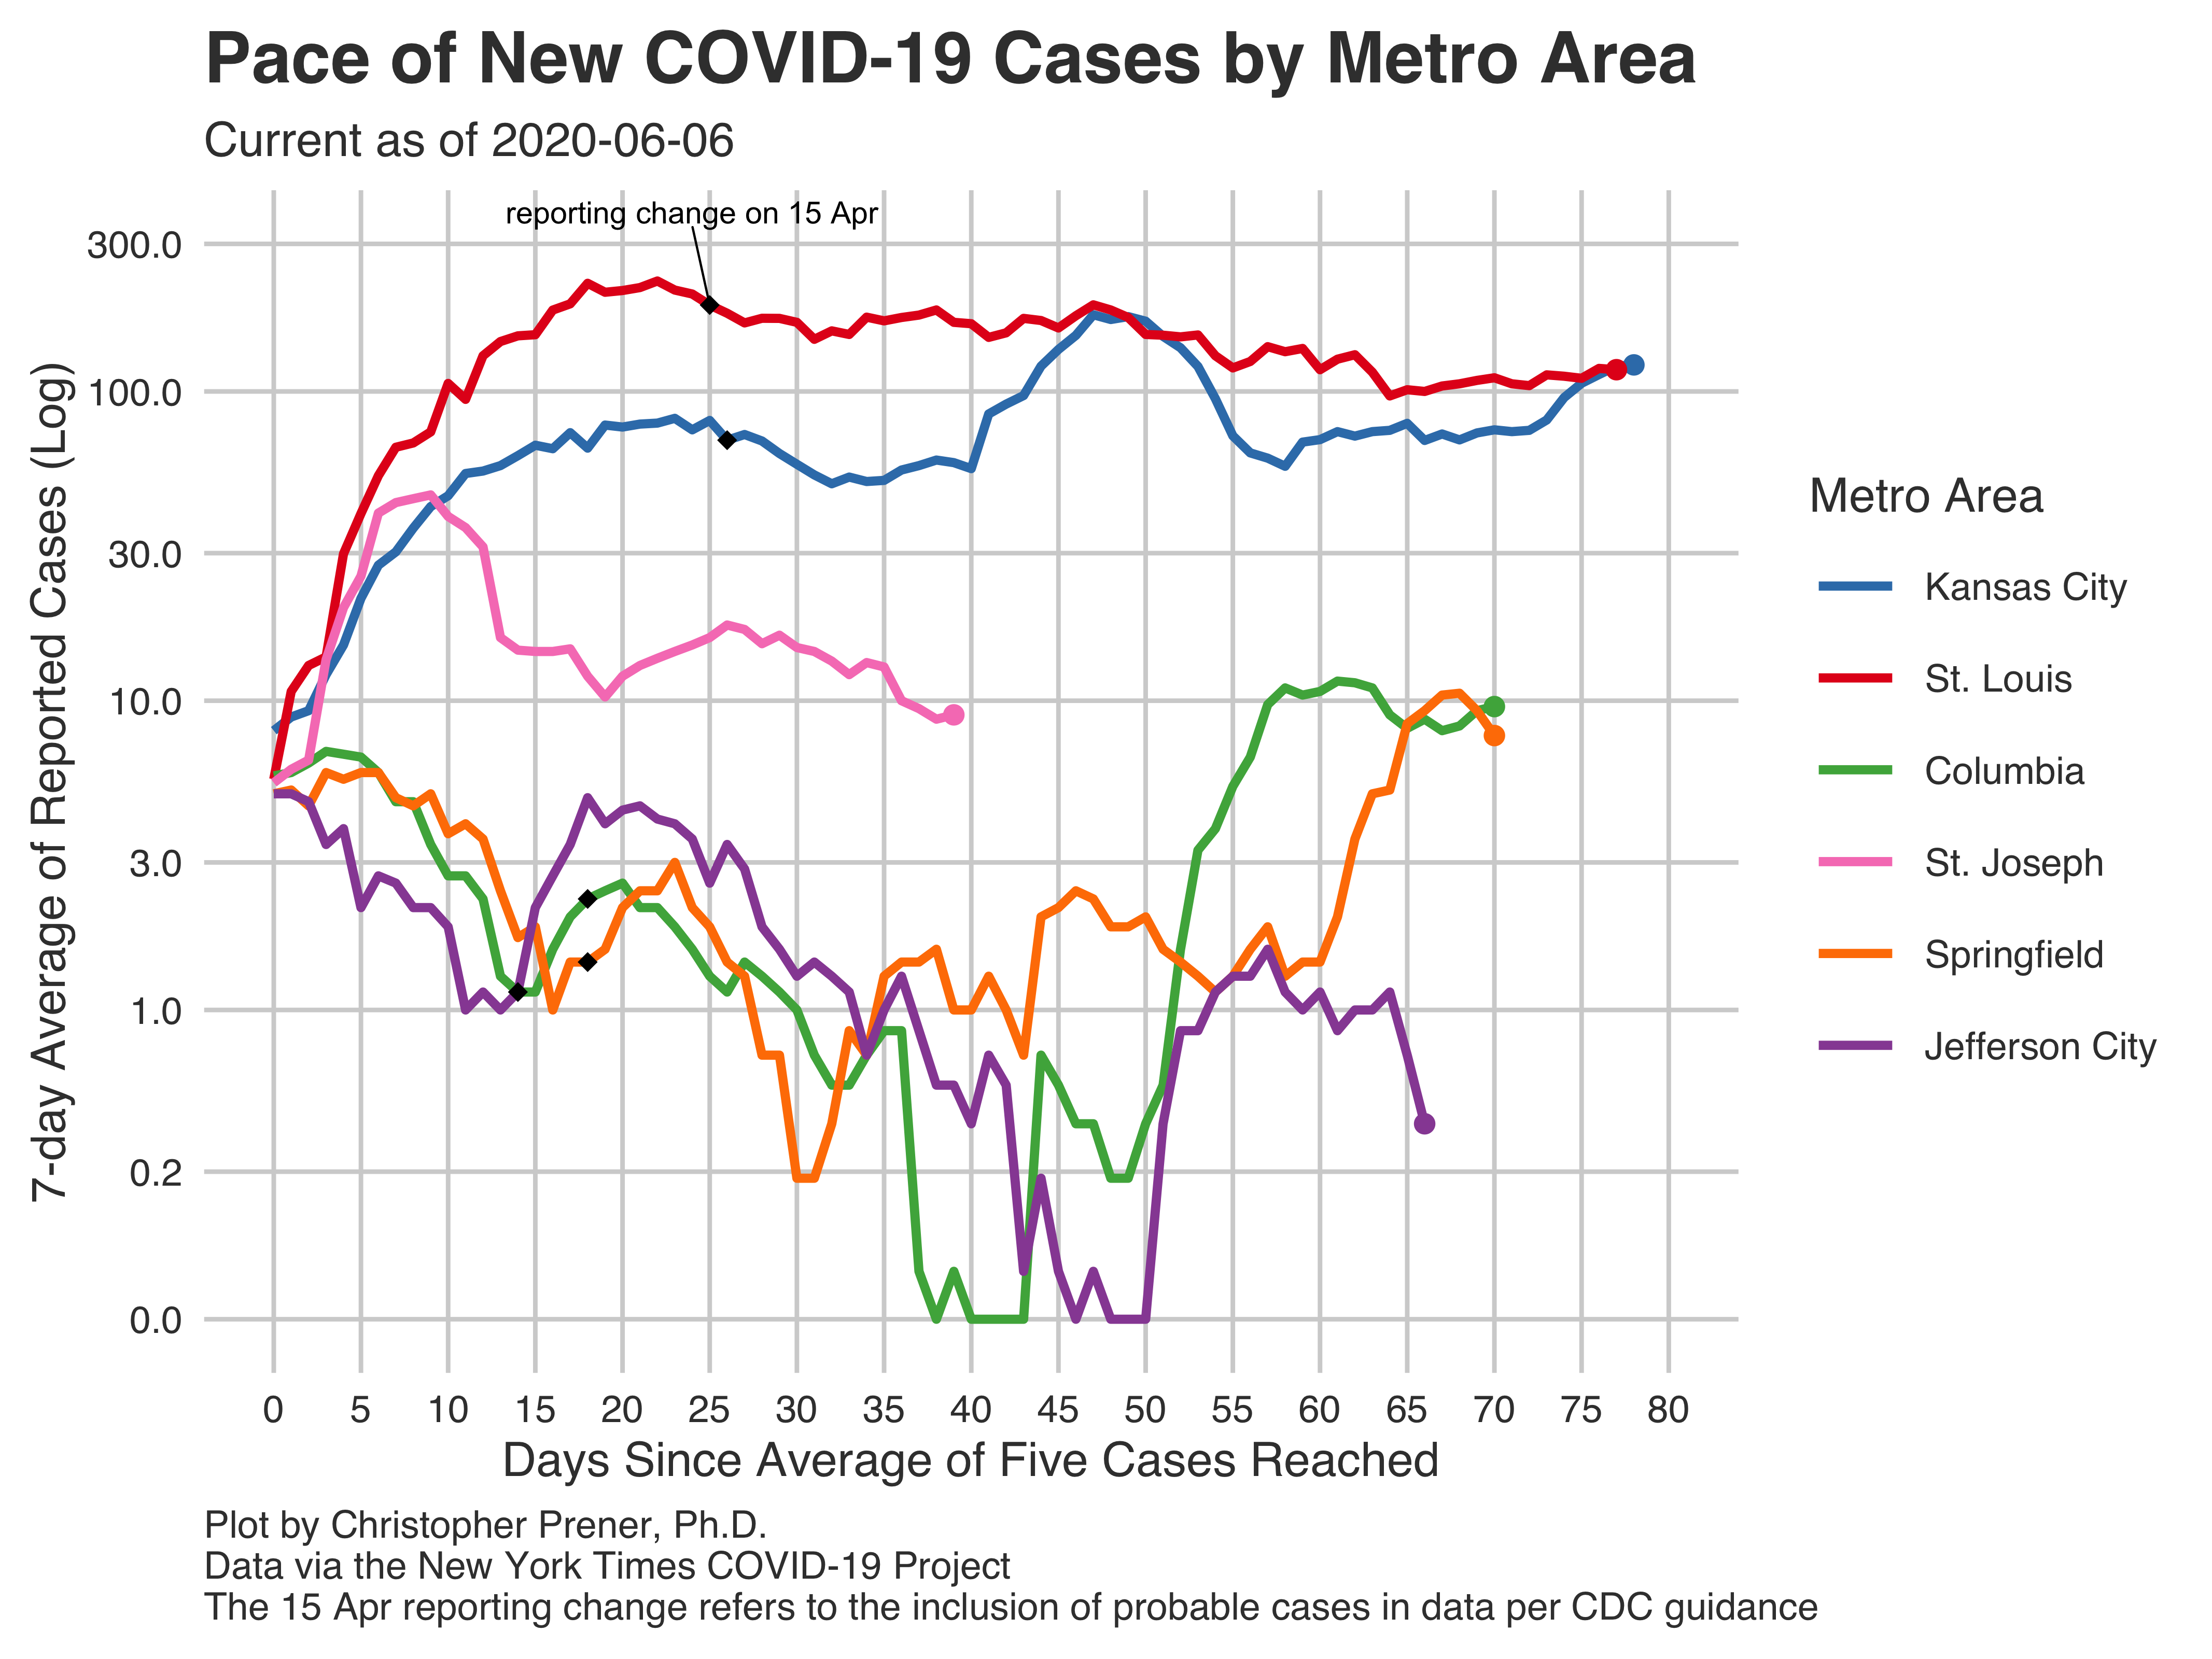 Pace of New COVID-19 Cases by Metro Area
Current as of 2020-06-06
reporting change on 15 Apr
300.0
100.0
30.0
10.0
3.0
1.0
0.2
0.0
7-day Average of Reported Cases (Log)
0 5 10 15 20 25 30 35 40 45 50 55 60 65 70 75 80
Days Since Average of Five Cases Reached
Metro Area
Kansas City
St. Louis
Columbia
St. Joseph
Springfield
Jefferson City
Plot by Christopher Prener, Ph.D.
Data via the New York Times COVID-19 Project
The 15 Apr reporting change refers to the inclusion of probable cases in data per CDC guidance